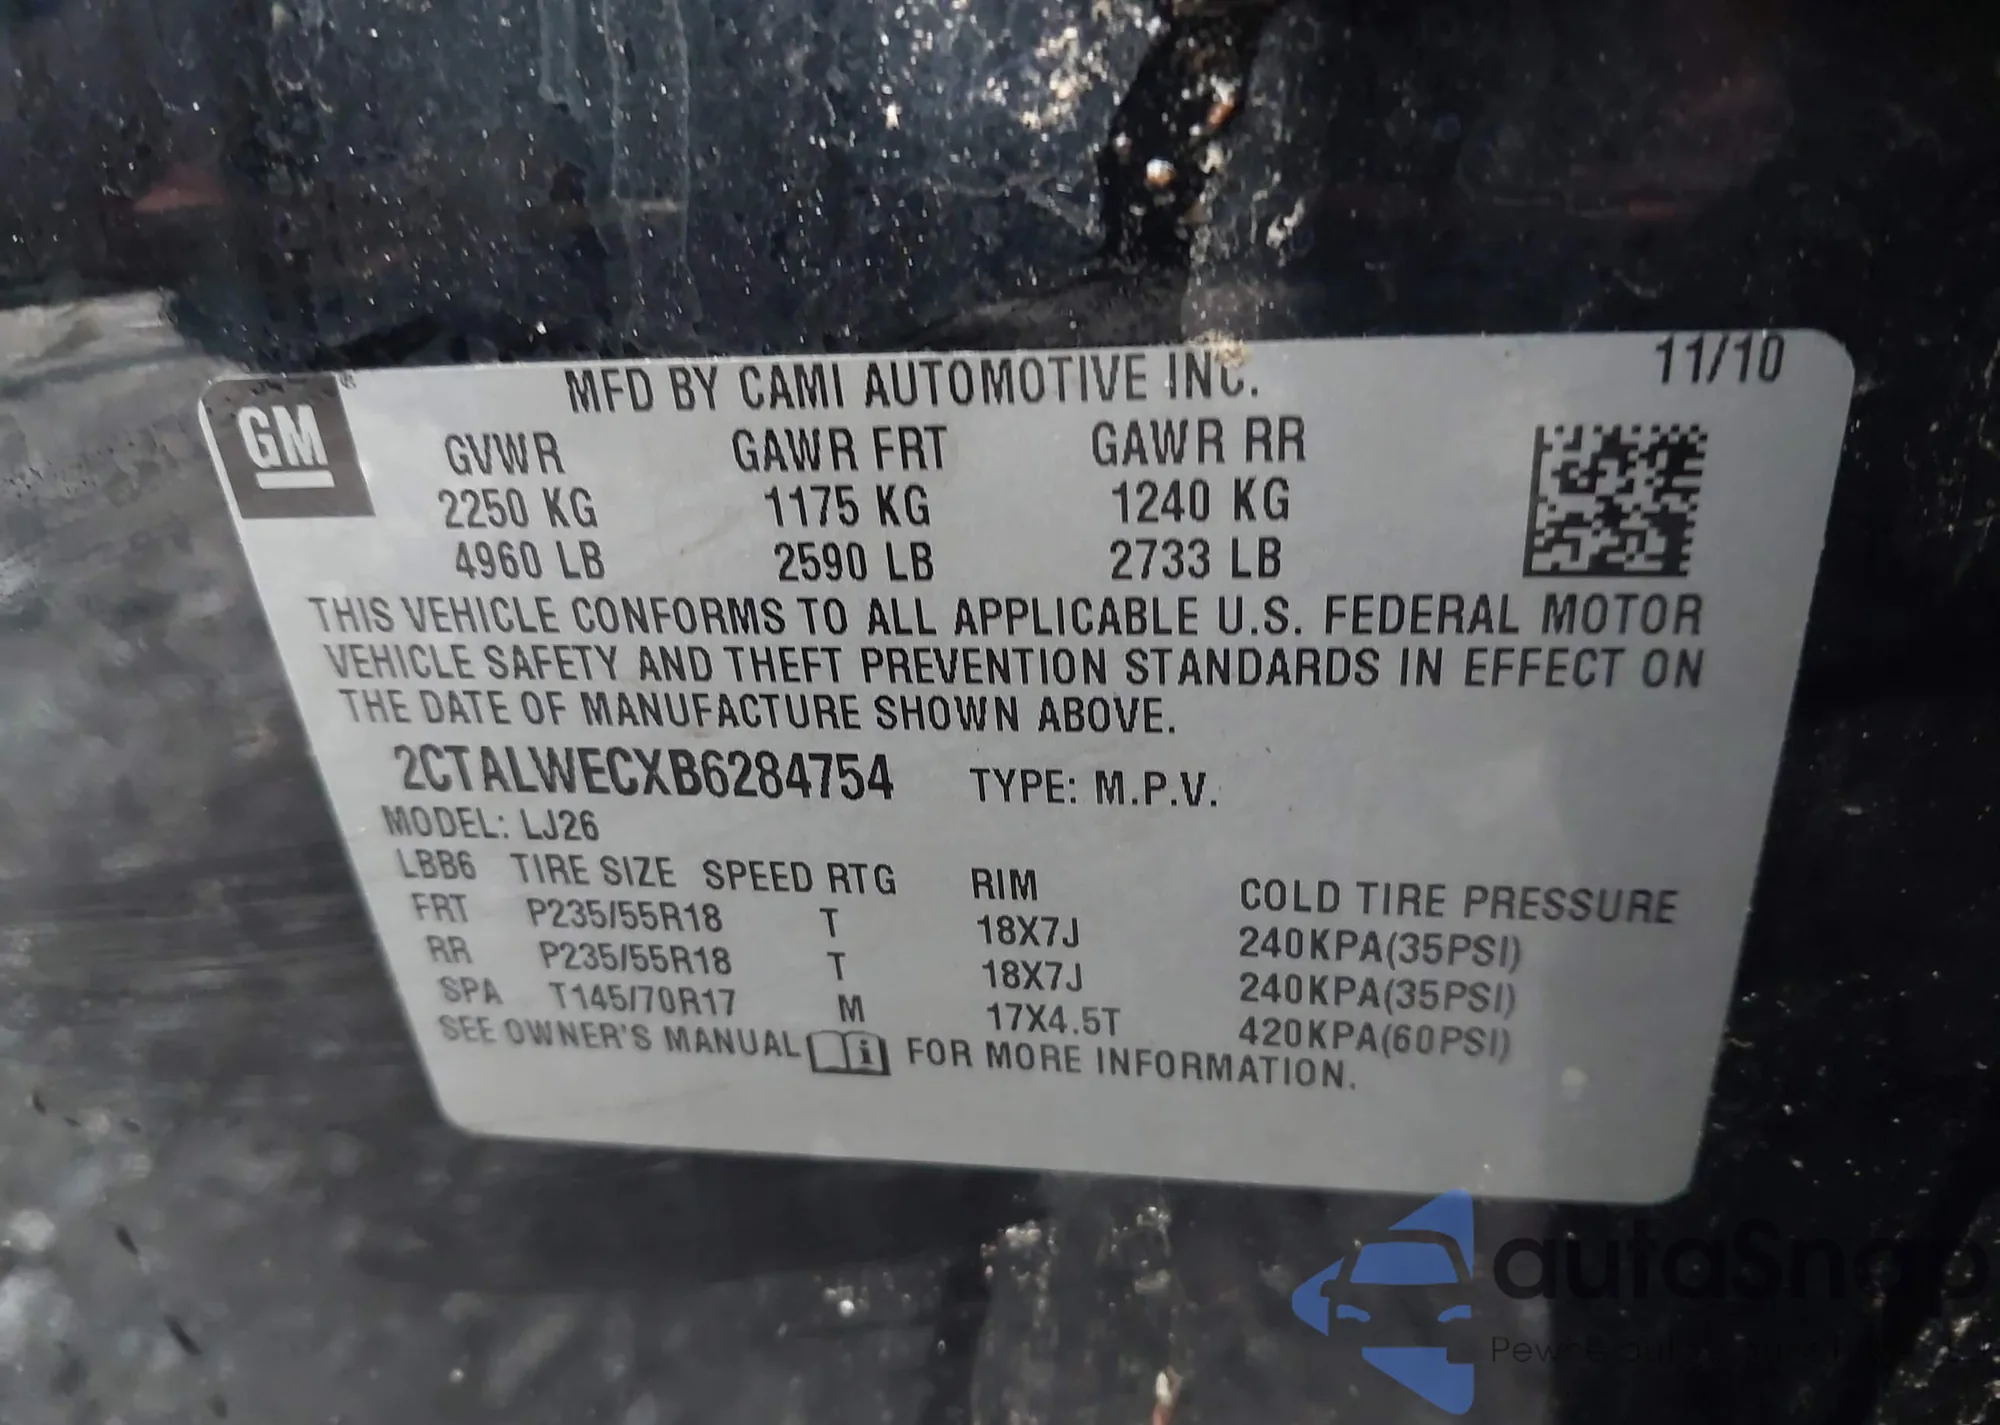 MFD BY CAMI AUTOMOTIVE INC. 11/10
GM
GVWR GAWR FRT GAWR RR
2250 KG 1175 KG 1240 KG
4960 LB 2590 LB 2733 LB
THIS VEHICLE CONFORMS TO ALL APPLICABLE U.S. FEDERAL MOTOR
VEHICLE SAFETY AND THEFT PREVENTION STANDARDS IN EFFECT ON
THE DATE OF MANUFACTURE SHOWN ABOVE.
2CTALWECXB6284754 TYPE: M.P.V.
MODEL: LJ26
LBB6 TIRE SIZE SPEED RTG RIM COLD TIRE PRESSURE
FRT P235/55R18 T 18X7J 240KPA(35PSI)
RR P235/55R18 T 18X7J 240KPA(35PSI)
SPA T145/70R17 M 17X4.5T 420KPA(60PSI)
SEE OWNER'S MANUAL FOR MORE INFORMATION.
autaSnap